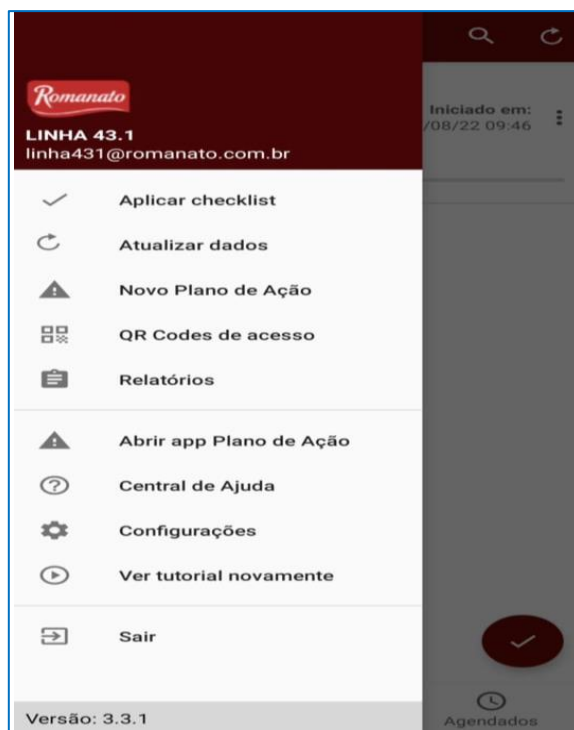 Romanato
LINHA 43.1
linha431@romanato.com.br
Iniciado em:
/08/22 09:46
Aplicar checklist
Atualizar dados
Novo Plano de Ação
QR Codes de acesso
Relatórios
Abrir app Plano de Ação
Central de Ajuda
Configurações
Ver tutorial novamente
Sair
Versão: 3.3.1
Agendados